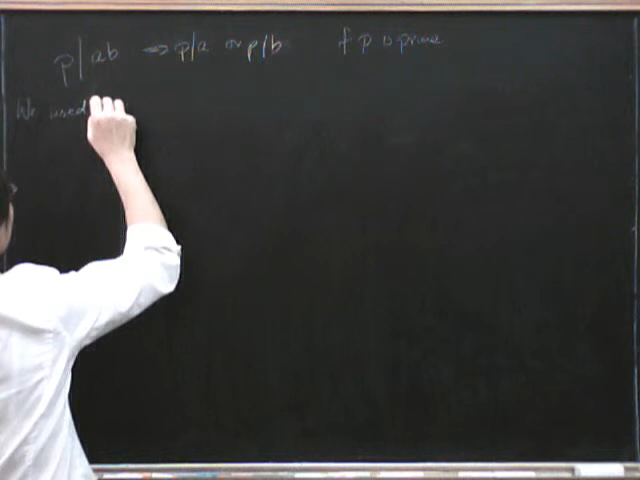 p|ab ⇒ p|a or p|b if p is prime
We used